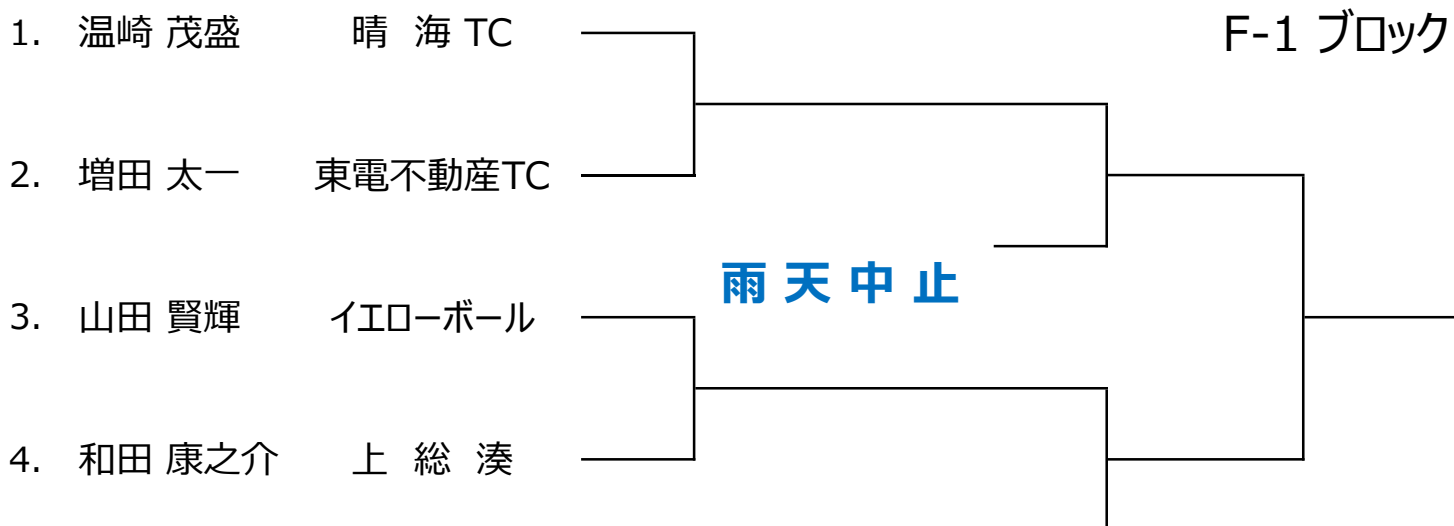 F-1 ブロック
1. 温崎 茂盛 晴 海 TC
2. 増田 太一 東電不動産TC
雨 天 中 止
3. 山田 賢輝 イエローボール
4. 和田 康之介 上 総 湊